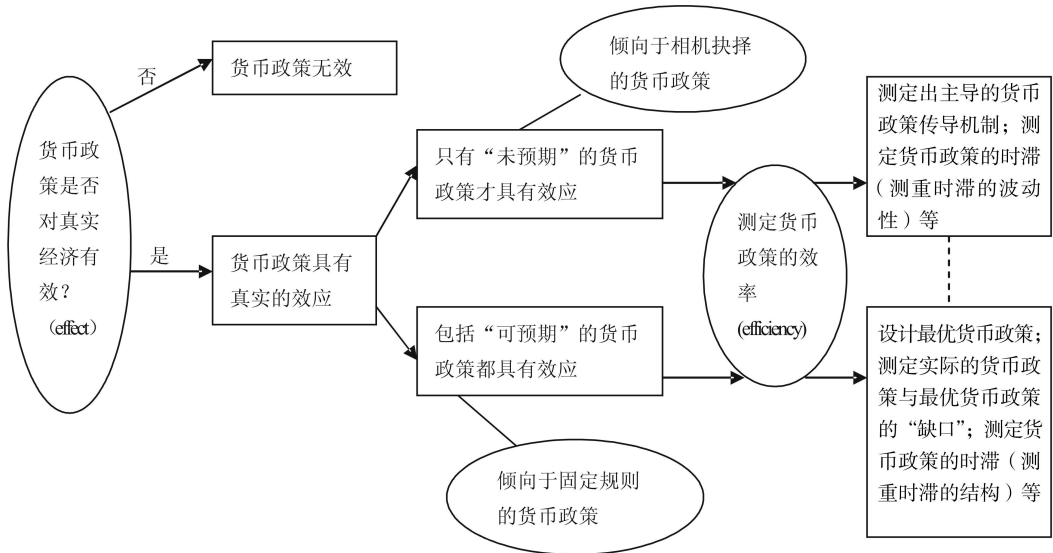 货币政
策是否
对真实
经济有
效？
（effect）
否
货币政策无效
是
货币政策具有
真实的效应
倾向于相机抉择
的货币政策
只有“未预期”的货币
政策才具有效应
包括“可预期”的货币
政策都具有效应
倾向于固定规则
的货币政策
测定货币
政策的效
率
(efficiency)
测定出主导的货币
政策传导机制；测
定货币政策的时滞
（测重时滞的波动
性）等
设计最优货币政策；
测定实际的货币政
策与最优货币政策
的“缺口”；测定货
币政策的时滞（测
重时滞的结构）等